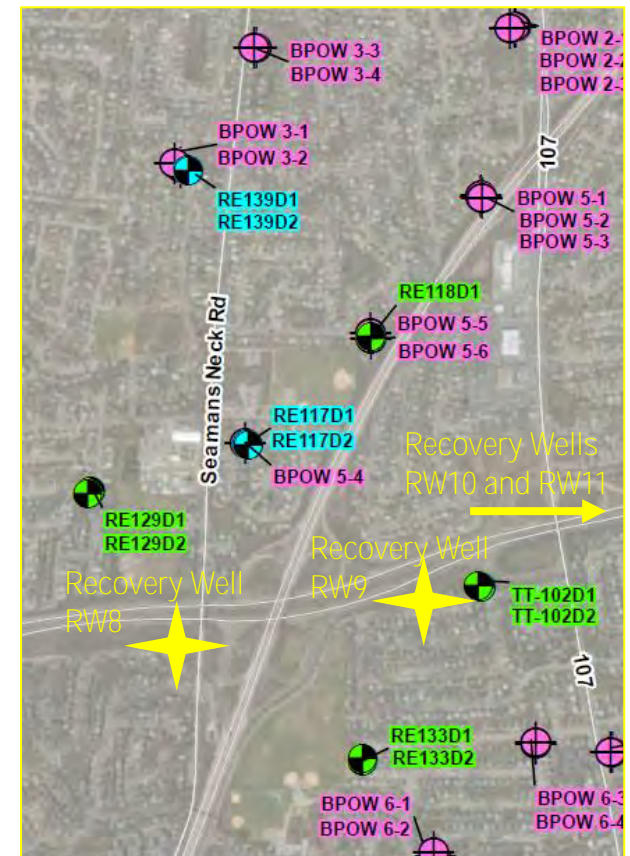 BPOW 3-3
BPOW 3-4
BPOW 2-
BPOW 2-2
BPOW 2-3
BPOW 3-1
BPOW 3-2
107
RE139D1
RE139D2
BPOW 5-1
BPOW 5-2
BPOW 5-3
RE118D1
BPOW 5-5
BPOW 5-6
Seamans Neck Rd
RE117D1
RE117D2
BPOW 5-4
Recovery Wells
RW10 and RW11
RE129D1
RE129D2
Recovery Well
RW9
Recovery Well
RW8
TT-102D1
TT-102D2
107
RE133D1
RE133D2
BPOW 6-1
BPOW 6-2
BPOW 6-3
BPOW 6-4